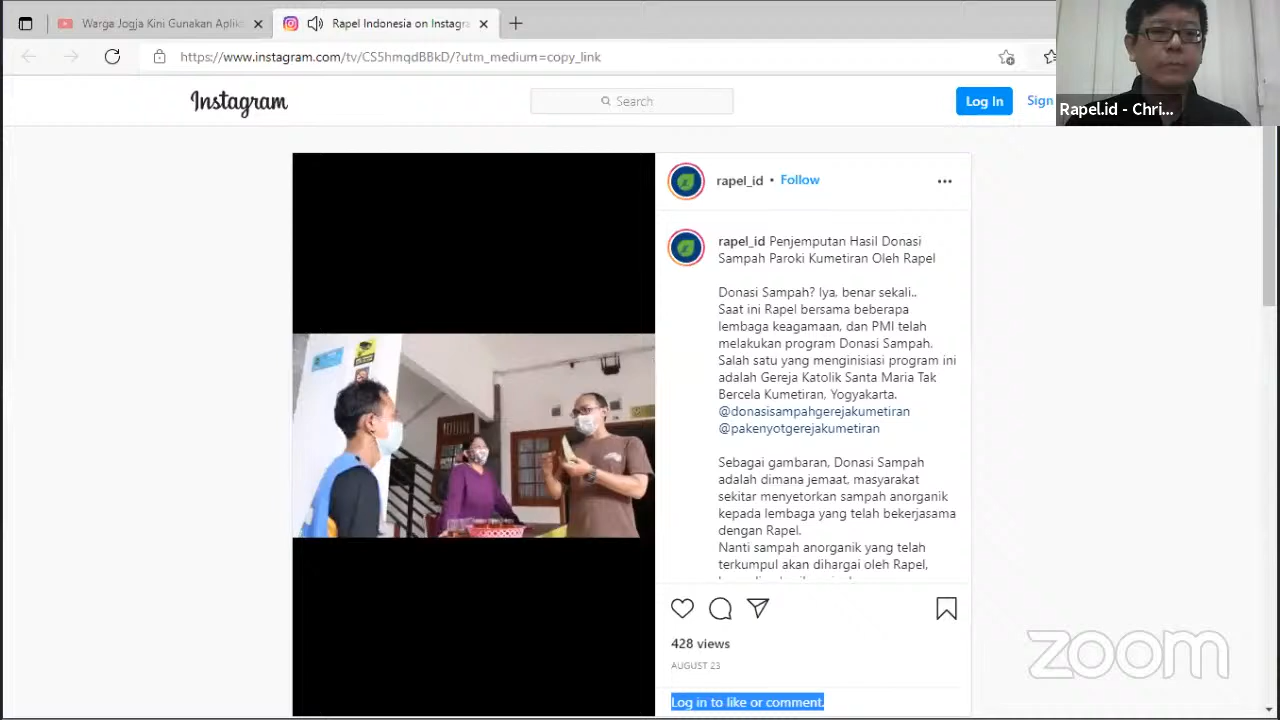 Warga Jogja Kini Gunakan Aplik
Rapel Indonesia on Instagra
https://www.instagram.com/tv/CS5hmqdBBkD/?utm_medium=copy_link
Instagram
Search
Log In
Sign
Rapel.id - Chri...
rapel_id • Follow
rapel_id Penjemputan Hasil Donasi
Sampah Paroki Kumetiran Oleh Rapel
Donasi Sampah? Iya, benar sekali..
Saat ini Rapel bersama beberapa
lembaga keagamaan, dan PMI telah
melakukan program Donasi Sampah.
Salah satu yang menginisiasi program ini
adalah Gereja Katolik Santa Maria Tak
Bercela Kumetiran, Yogyakarta.
@donasisampahgerejakumetiran
@pakenyotgerejakumetiran
Sebagai gambaran, Donasi Sampah
adalah dimana jemaat, masyarakat
sekitar menyetorkan sampah anorganik
kepada lembaga yang telah bekerjasama
dengan Rapel.
Nanti sampah anorganik yang telah
terkumpul akan dihargai oleh Rapel,
428 views
AUGUST 23
Log in to like or comment.
zoom